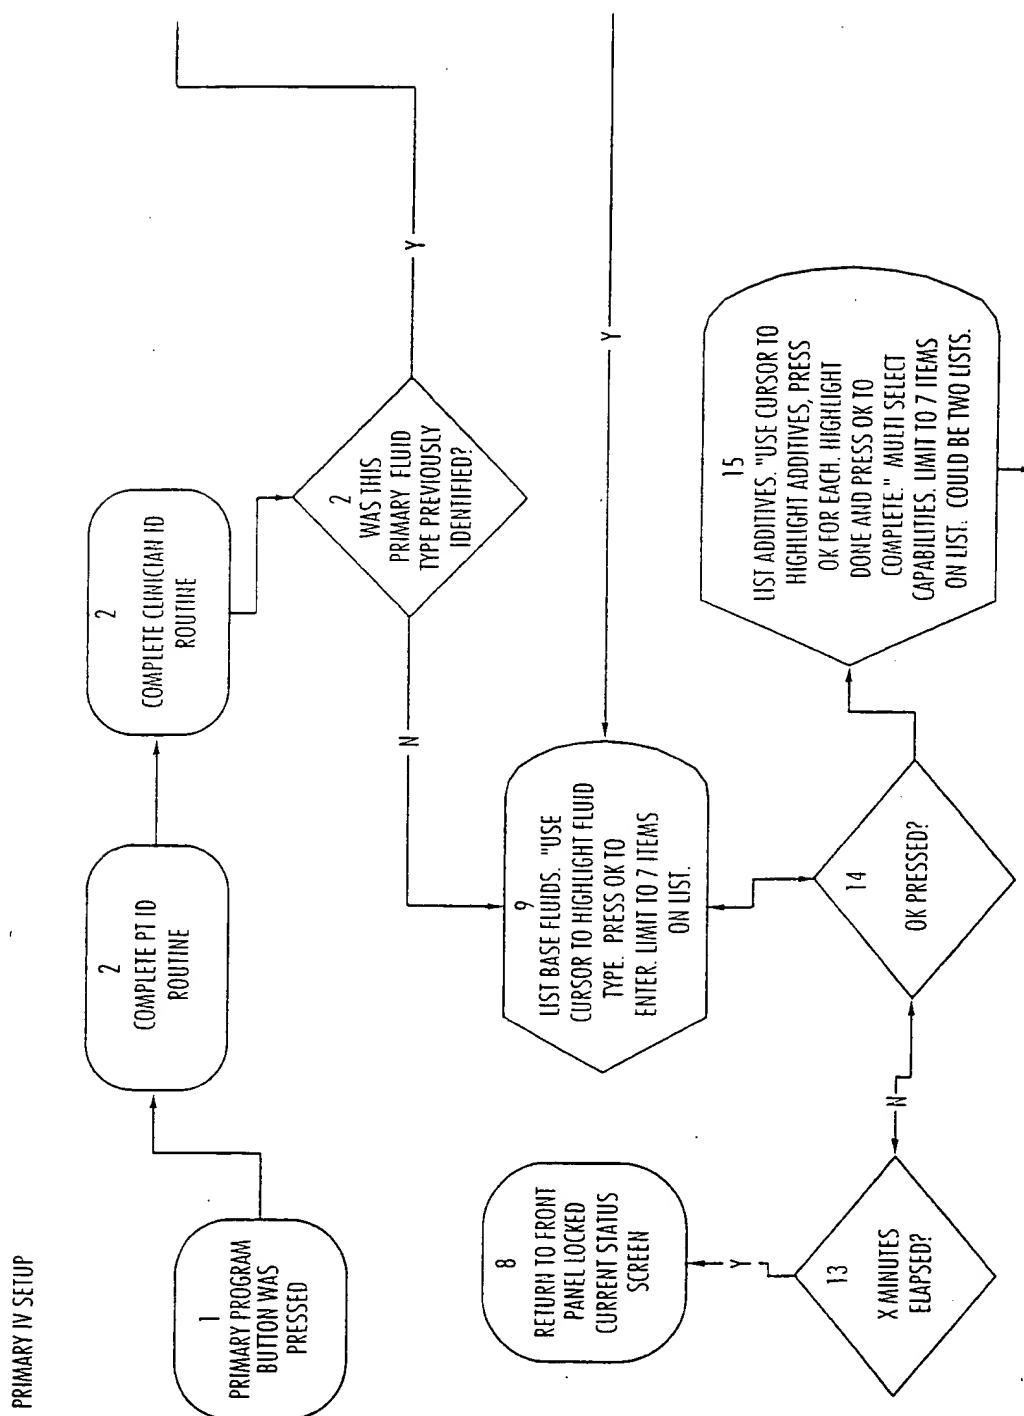 PRIMARY IV SETUP
1
PRIMARY PROGRAM
BUTTON WAS
PRESSED
2
COMPLETE PT ID
ROUTINE
2
COMPLETE CLINICIAN ID
ROUTINE
2
WAS THIS
PRIMARY FLUID
TYPE PREVIOUSLY
IDENTIFIED?
Y
N
9
LIST BASE FLUIDS. "USE
CURSOR TO HIGHLIGHT FLUID
TYPE. PRESS OK TO
ENTER. LIMIT TO 7 ITEMS
ON LIST.
Y
8
RETURN TO FRONT
PANEL LOCKED
CURRENT STATUS
SCREEN
Y
13
X MINUTES
ELAPSED?
N
14
OK PRESSED?
15
LIST ADDITIVES. "USE CURSOR TO
HIGHLIGHT ADDITIVES, PRESS
OK FOR EACH. HIGHLIGHT
DONE AND PRESS OK TO
COMPLETE." MULTI SELECT
CAPABILITIES. LIMIT TO 7 ITEMS
ON LIST. COULD BE TWO LISTS.